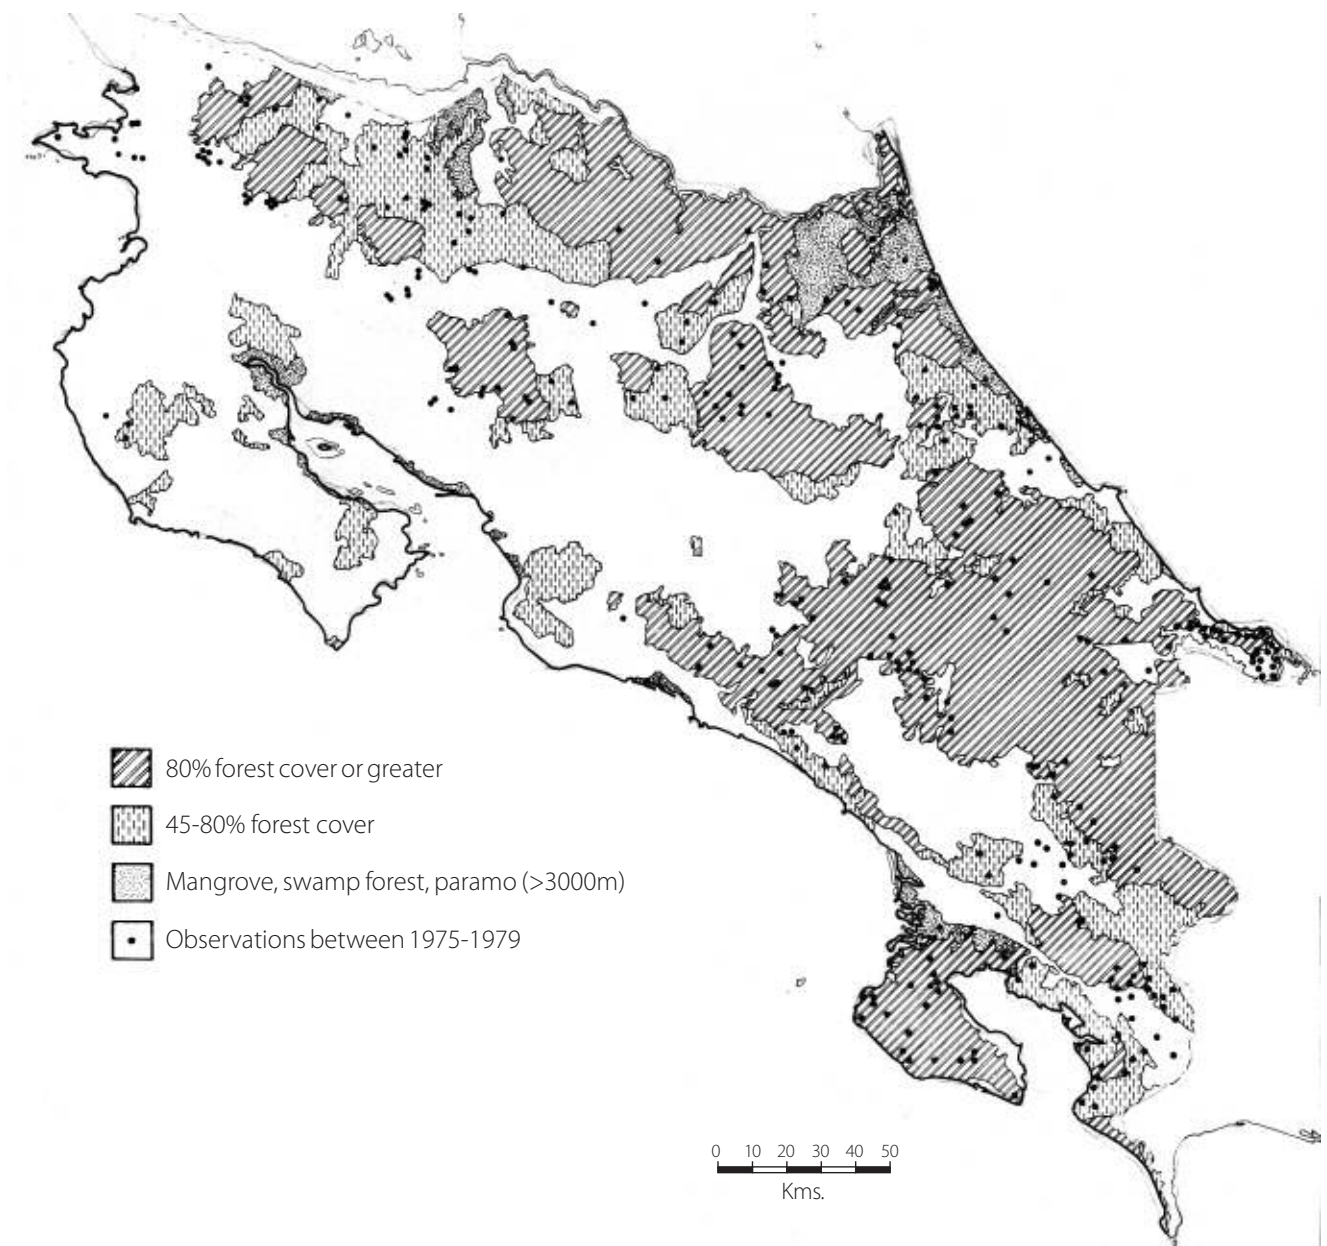 80% forest cover or greater
45-80% forest cover
Mangrove, swamp forest, paramo (>3000m)
Observations between 1975-1979
0 10 20 30 40 50
Kms.